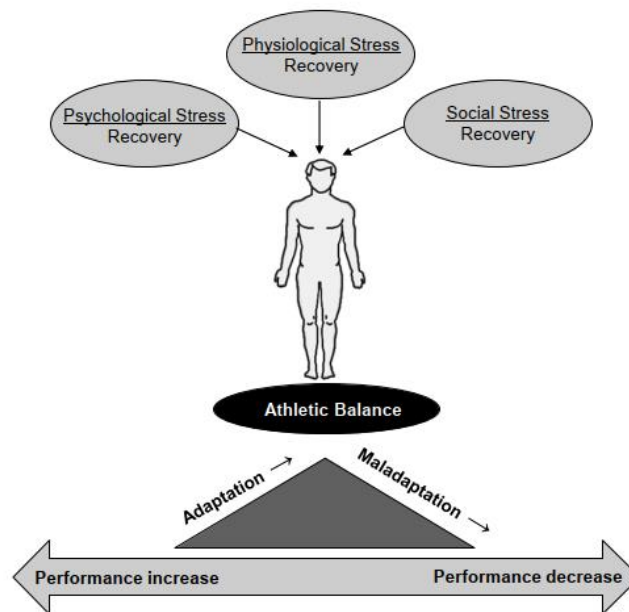 Physiological Stress
Recovery
Psychological Stress
Recovery
Social Stress
Recovery
Athletic Balance
Adaptation →
Maladaptation →
Performance increase
Performance decrease